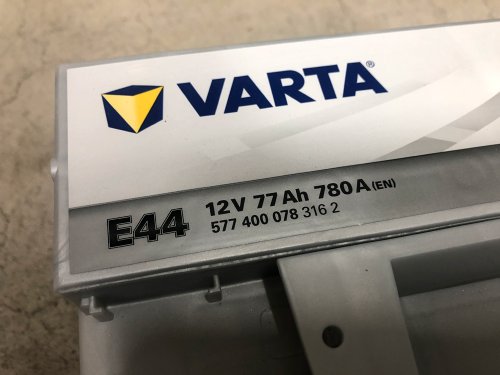 VARTA®
E44
12V 77Ah 780A (EN)
577 400 078 316 2